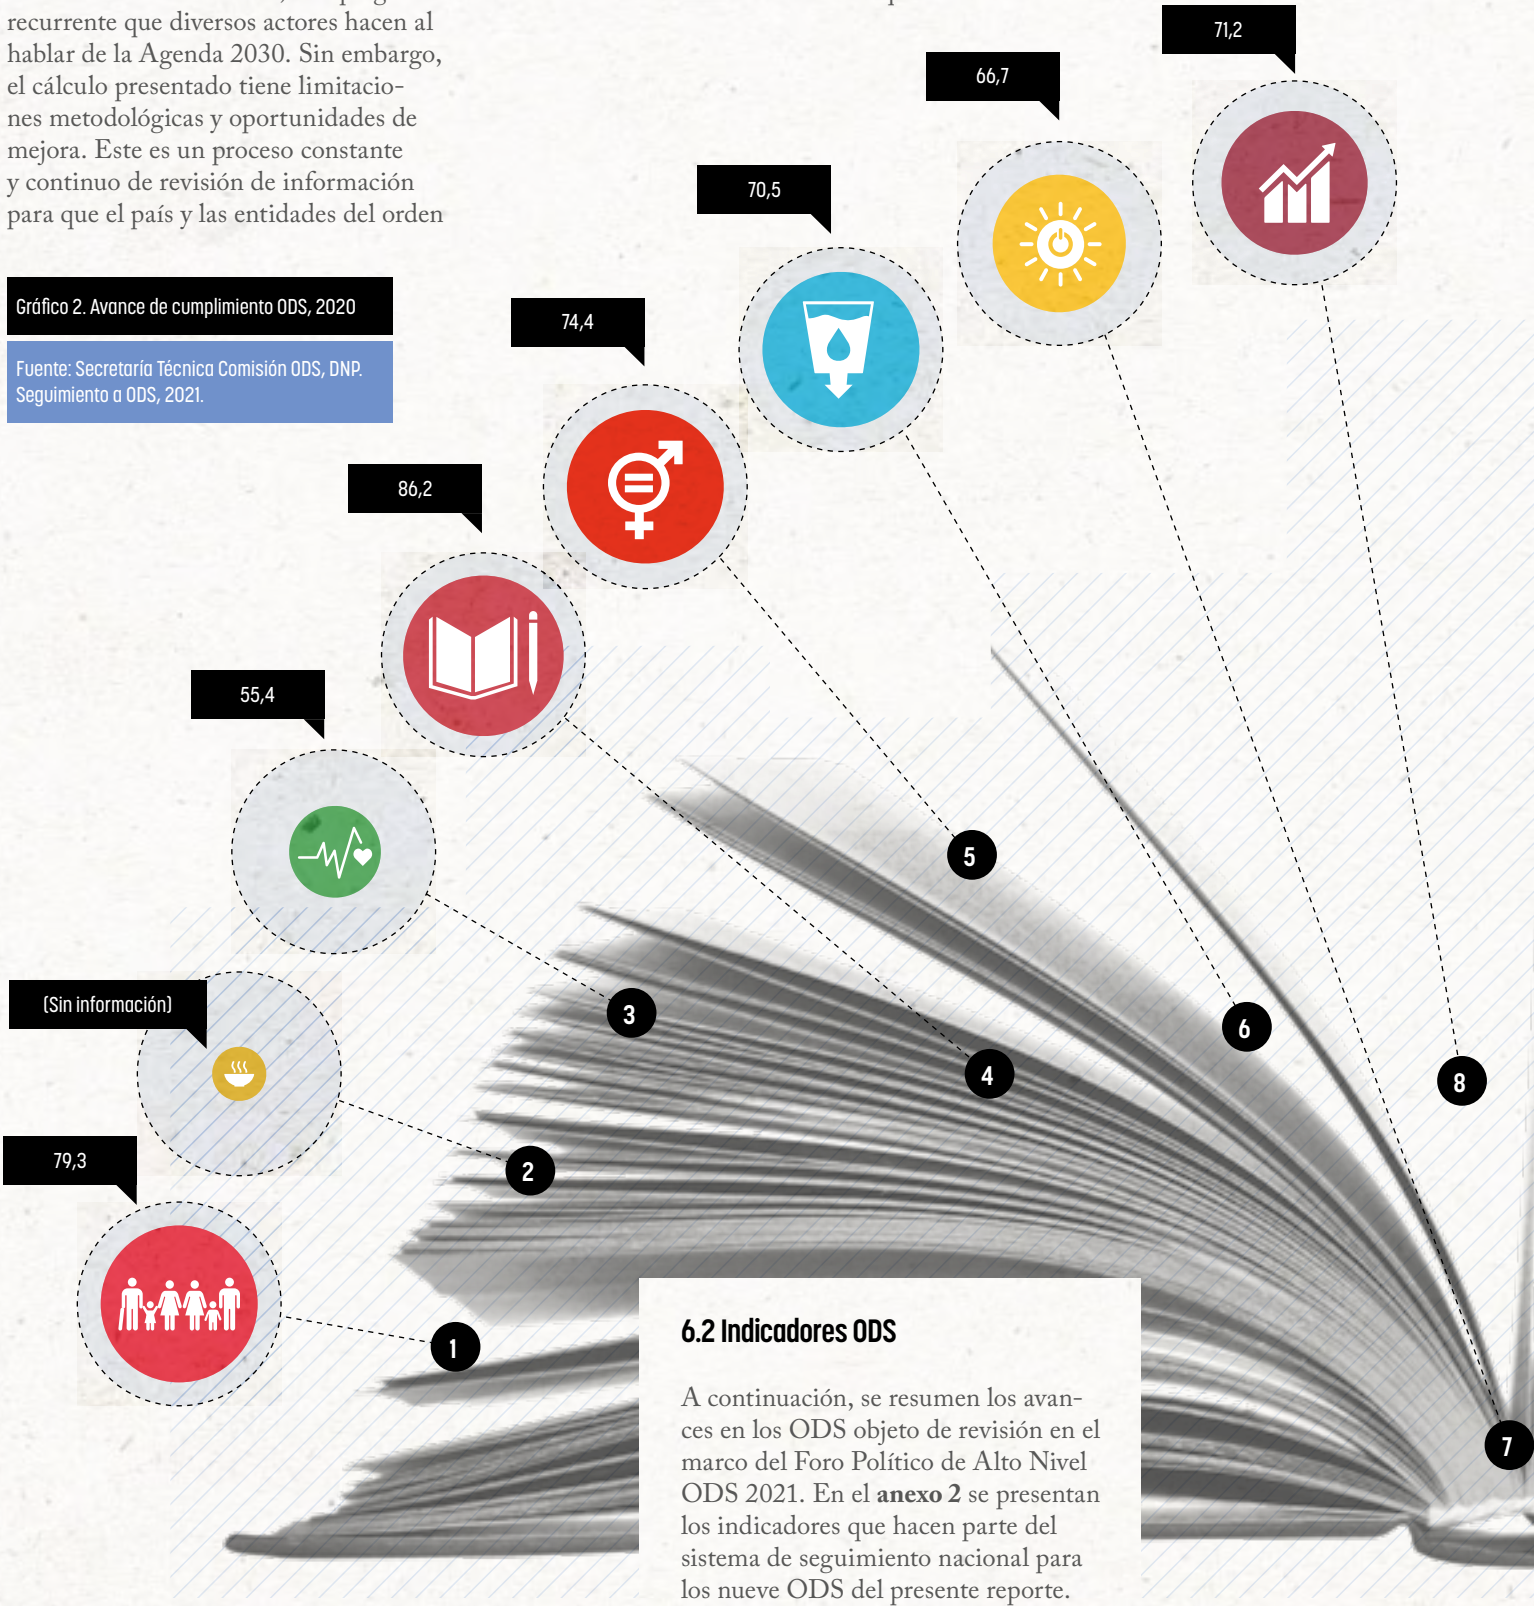 recurrente que diversos actores hacen al
hablar de la Agenda 2030. Sin embargo,
el cálculo presentado tiene limitacio-
nes metodológicas y oportunidades de
mejora. Este es un proceso constante
y continuo de revisión de información
para que el país y las entidades del orden
Gráfico 2. Avance de cumplimiento ODS, 2020
Fuente: Secretaría Técnica Comisión ODS, DNP.
Seguimiento a ODS, 2021.
71,2
66,7
70,5
74,4
86,2
55,4
(Sin información)
79,3
5
3
6
4
8
2
1
7
6.2 Indicadores ODS
A continuación, se resumen los avan-
ces en los ODS objeto de revisión en el
marco del Foro Político de Alto Nivel
ODS 2021. En el anexo 2 se presentan
los indicadores que hacen parte del
sistema de seguimiento nacional para
los nueve ODS del presente reporte.